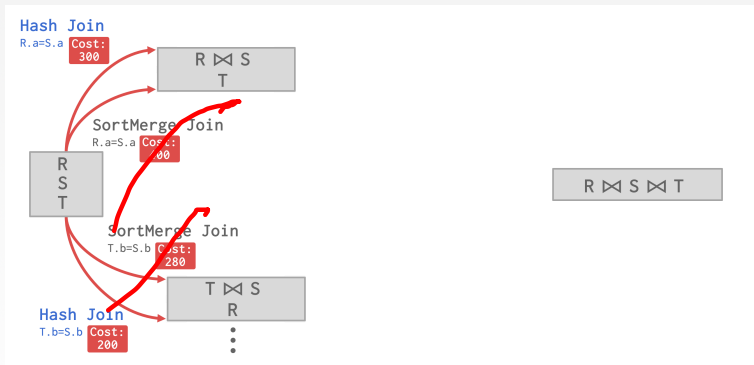 Hash Join
R.a=S.a
Cost:
300
R ⋈ S
T
SortMerge Join
R.a=S.a
Cost:
R
S
T
R ⋈ S ⋈ T
SortMerge Join
T.b=S.b
Cost:
280
T ⋈ S
R
Hash Join
T.b=S.b
Cost:
200